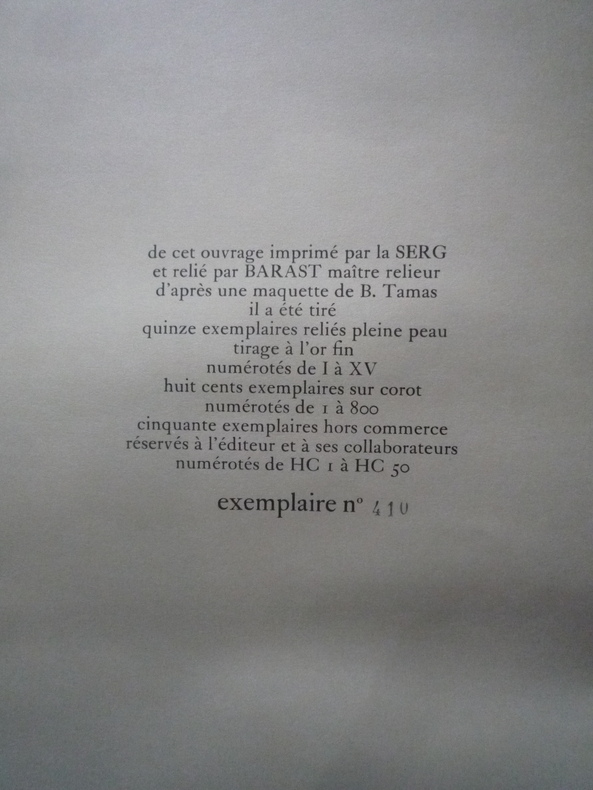 de cet ouvrage imprimé par la SERG
et relié par BARAST maître relieur
d'après une maquette de B. Tamas
il a été tiré
quinze exemplaires reliés pleine peau
tirage à l'or fin
numérotés de I à XV
huit cents exemplaires sur corot
numérotés de 1 à 800
cinquante exemplaires hors commerce
réservés à l'éditeur et à ses collaborateurs
numérotés de HC 1 à HC 50
exemplaire nº 410